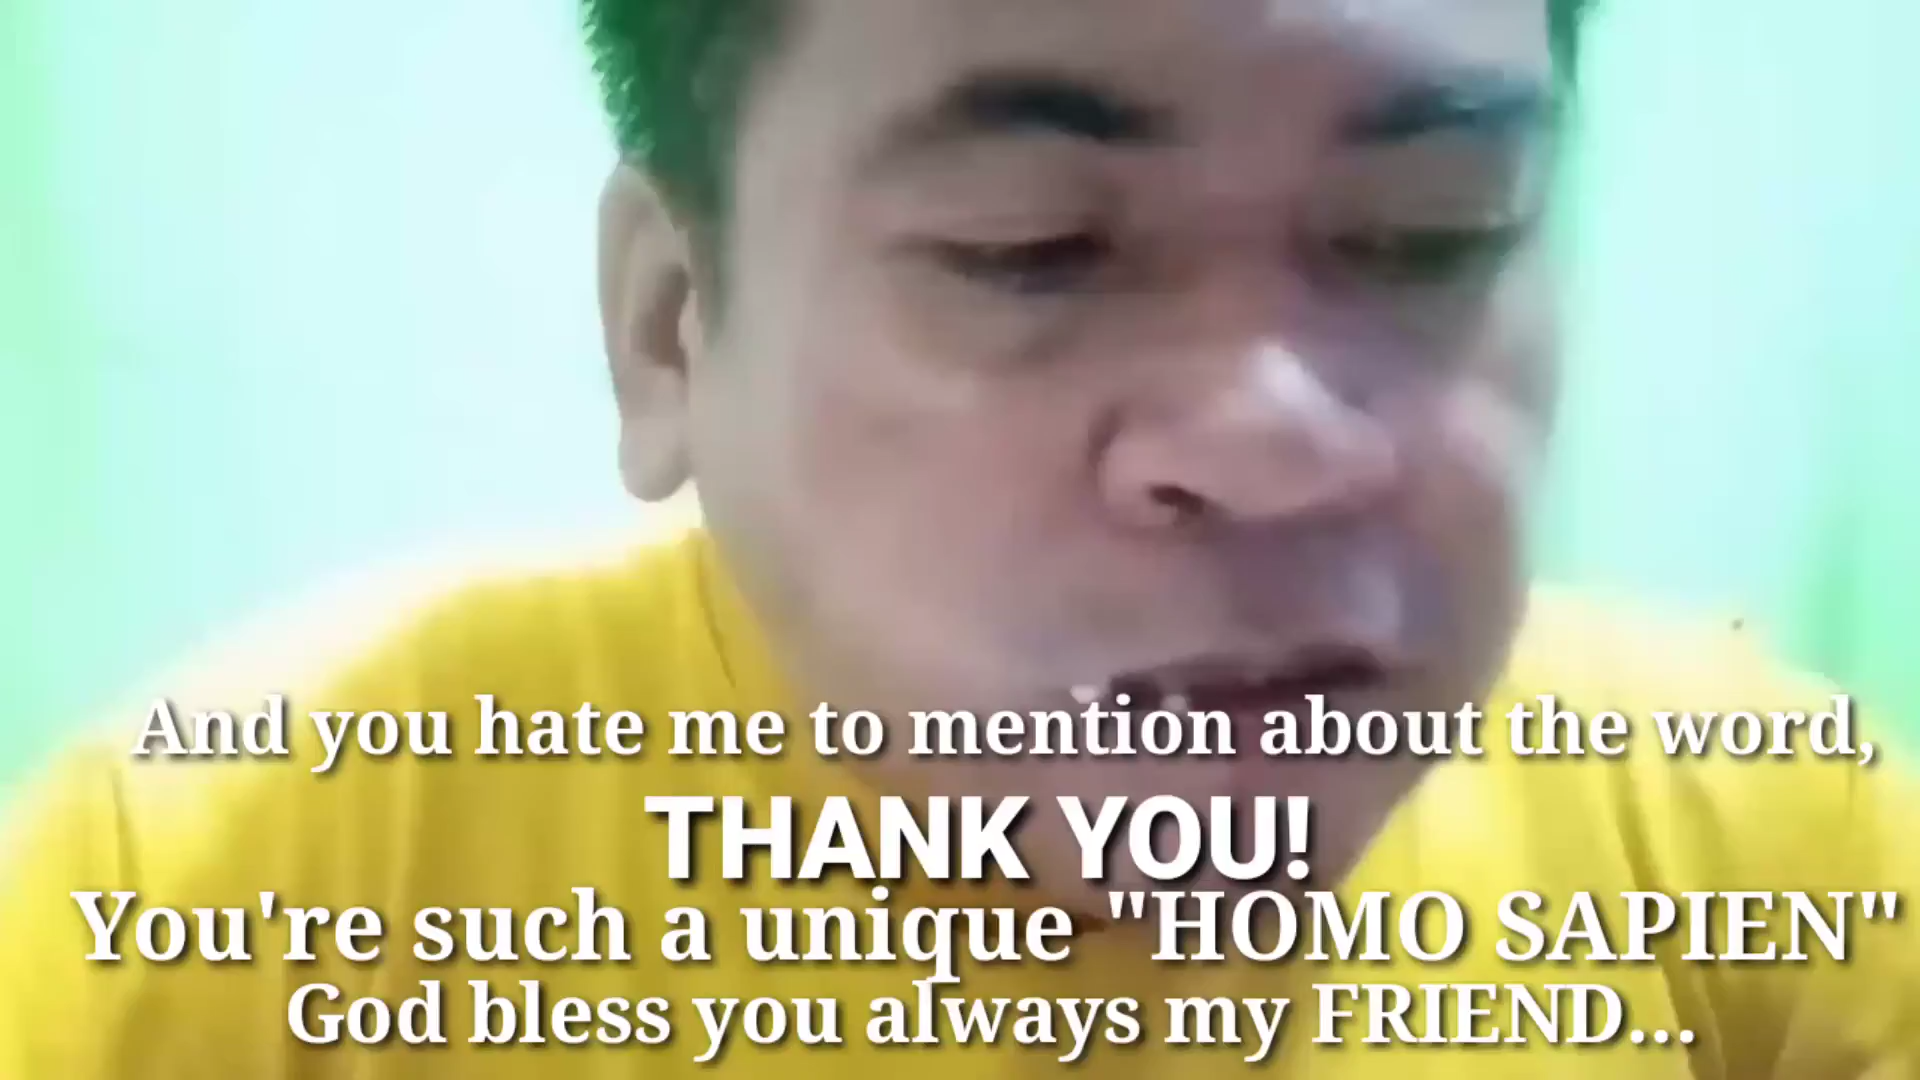 And you hate me to mention about the word,
THANK YOU!
You're such a unique "HOMO SAPIEN"
God bless you always my FRIEND...